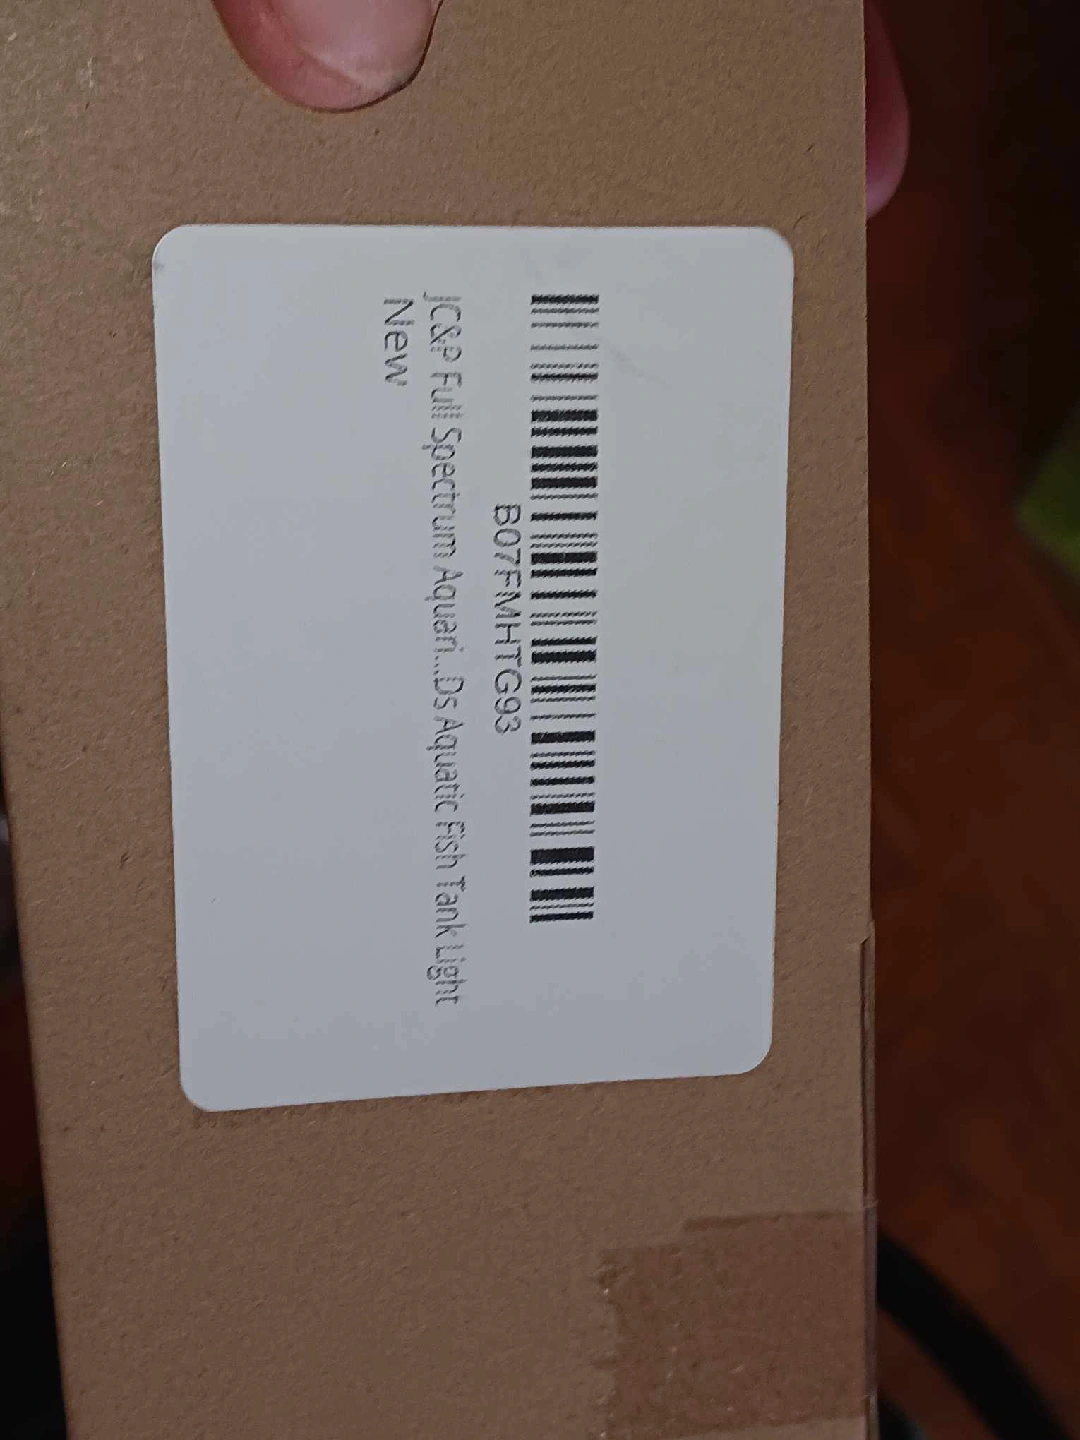 B07FMHTG93
JC&P Full Spectrum Aquari...Ds Aquatic Fish Tank Light
New